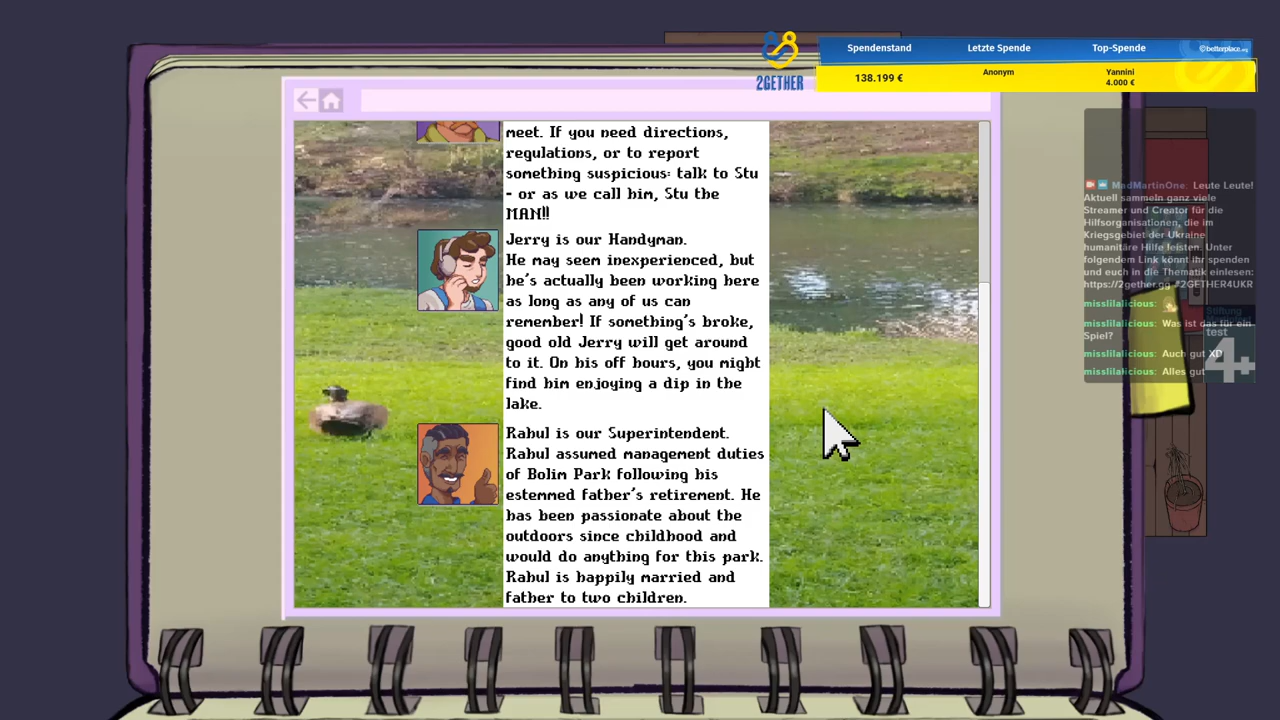 Spendenstand
Letzte Spende
Top-Spende
©betterplace.org
138.199 €
Anonym
Yannini
4.000 €
2GETHER
meet. If you need directions,
regulations, or to report
something suspicious: talk to Stu
- or as we call him, Stu the
MAN!!
Jerry is our Handyman.
He may seem inexperienced, but
he's actually been working here
as long as any of us can
remember! If something's broke,
good old Jerry will get around
to it. On his off hours, you might
find him enjoying a dip in the
lake.
Rahul is our Superintendent.
Rahul assumed management duties
of Bolim Park following his
estemmed father's retirement. He
has been passionate about the
outdoors since childhood and
would do anything for this park.
Rahul is happily married and
father to two children.
MadMartinOne: Leute Leute!
Aktuell sammeln ganz viele
Streamer und Creator für die
Hilfsorganisationen, die im
Kriegsgebiet der Ukraine
humanitäre Hilfe leisten. Unter
folgendem Link könnt ihr spenden
und euch in die Thematik einlesen:
https://2gether.gg #2GETHER4UKR
misslilalicious:
misslilalicious: Was ist das für ein
Spiel?
misslilalicious: Auch gut XD
misslilalicious: Alles gut
Stiftung
test
4+